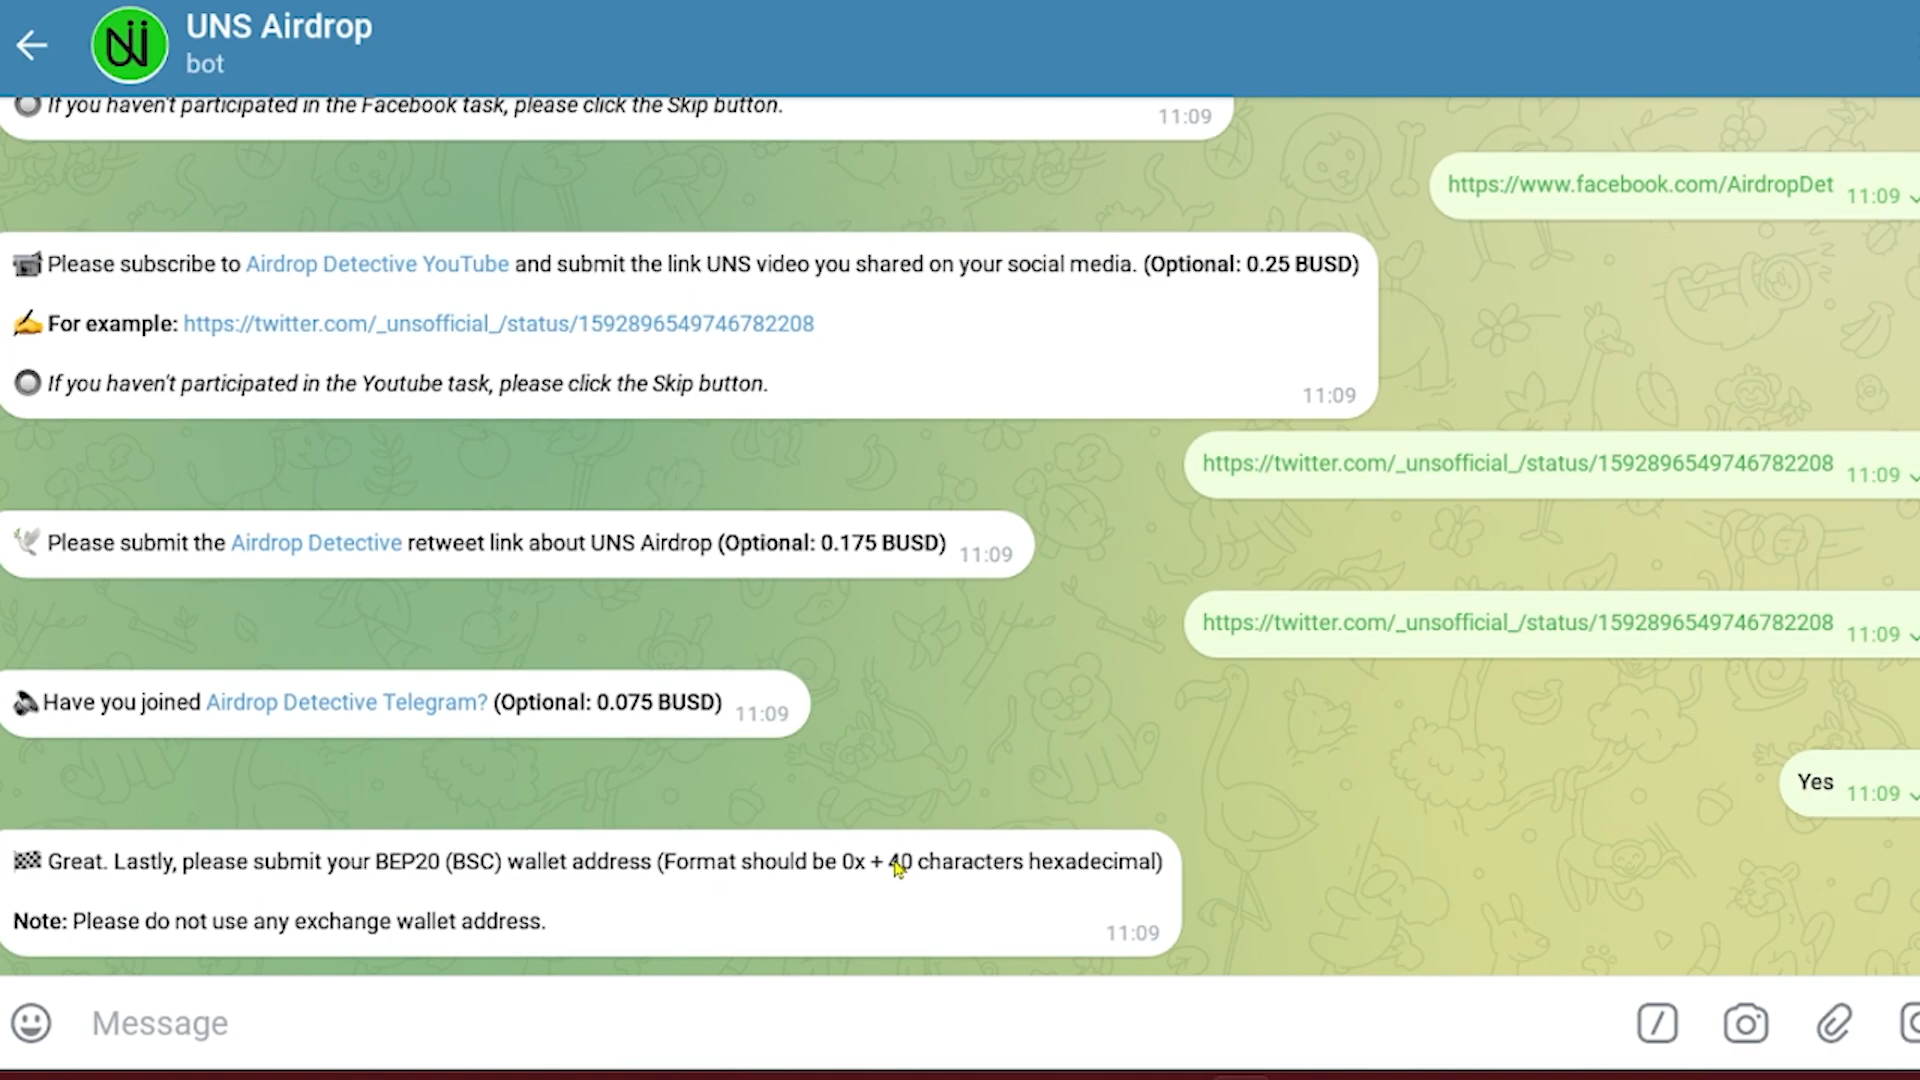 UNS Airdrop
bot
If you haven't participated in the Facebook task, please click the Skip button.
11:09
https://www.facebook.com/AirdropDet 11:09
Please subscribe to Airdrop Detective YouTube and submit the link UNS video you shared on your social media. (Optional: 0.25 BUSD)
For example: https://twitter.com/_unsofficial_/status/1592896549746782208
If you haven't participated in the Youtube task, please click the Skip button.
11:09
https://twitter.com/_unsofficial_/status/1592896549746782208 11:09
Please submit the Airdrop Detective retweet link about UNS Airdrop (Optional: 0.175 BUSD) 11:09
https://twitter.com/_unsofficial_/status/1592896549746782208 11:09
Have you joined Airdrop Detective Telegram? (Optional: 0.075 BUSD) 11:09
Yes 11:09
Great. Lastly, please submit your BEP20 (BSC) wallet address (Format should be 0x + 40 characters hexadecimal)
Note: Please do not use any exchange wallet address.
11:09
Message